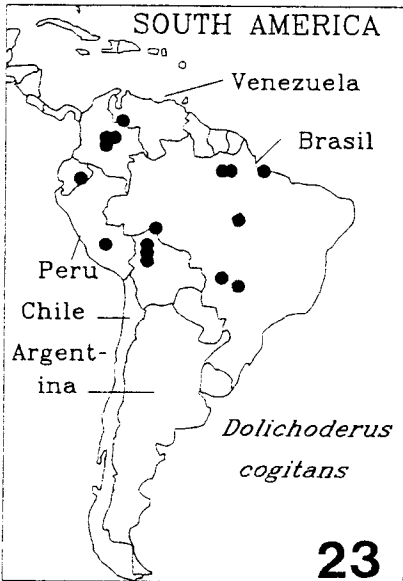 SOUTH AMERICA
Venezuela
Brasil
Peru
Chile
Argent-
ina
Dolichoderus
cogitans
23